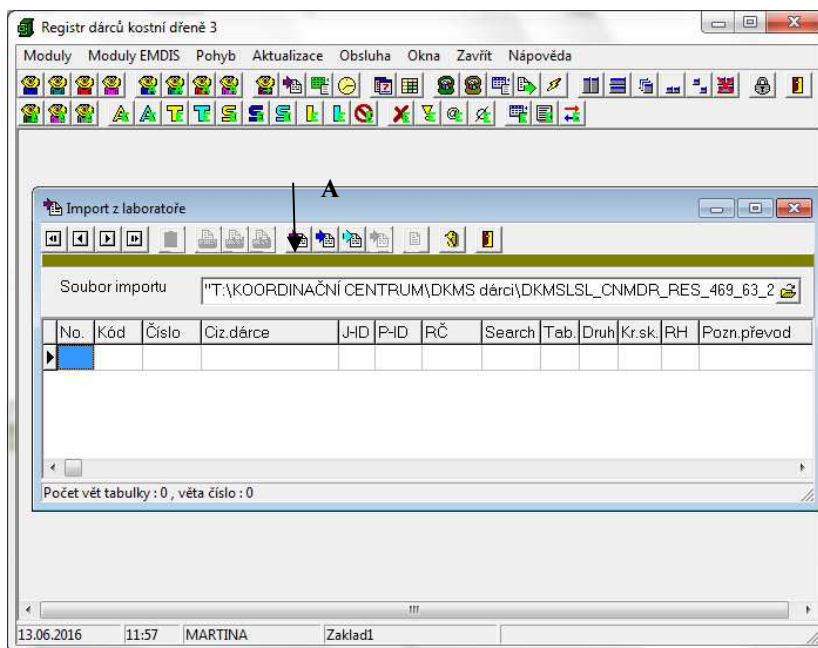 Registr dárců kostní dřeně 3
Moduly Moduly EMDIS Pohyb Aktualizace Obsluha Okna Zavřít Nápověda
A
Import z laboratoře
Soubor importu "T:\KOORDINAČNÍ CENTRUM\DKMS dárci\DKMSLSL_CNMDR_RES_469_63_2
No. Kód Číslo Ciz.dárce J-ID P-ID RČ Search Tab. Druh Kr.sk. RH Pozn.převod
Počet vět tabulky : 0 , věta číslo : 0
13.06.2016 11:57 MARTINA Zaklad1